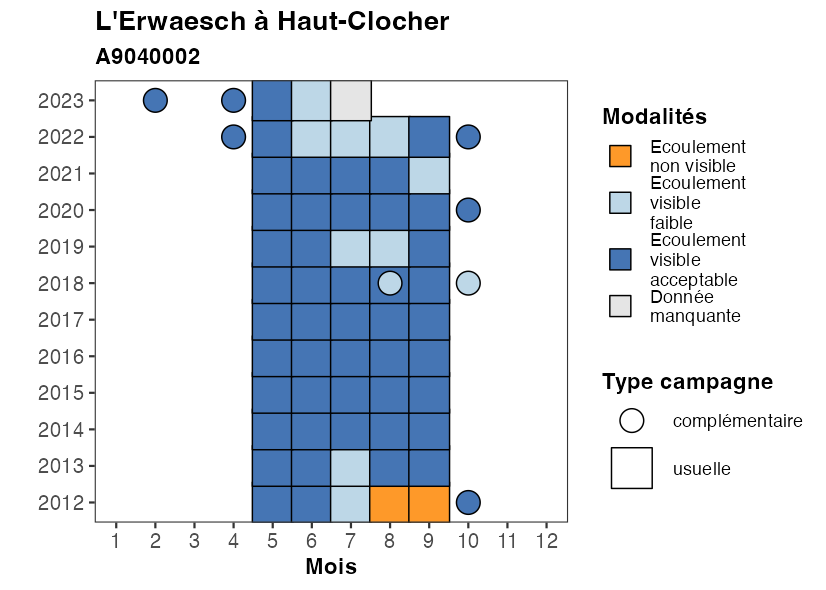 L'Erwaesch à Haut-Clocher
A9040002
2023
2022
2021
2020
2019
2018
2017
2016
2015
2014
2013
2012
1 2 3 4 5 6 7 8 9 10 11 12
Mois
Modalités
Ecoulement
non visible
Ecoulement
visible
faible
Ecoulement
visible
acceptable
Donnée
manquante
Type campagne
complémentaire
usuelle